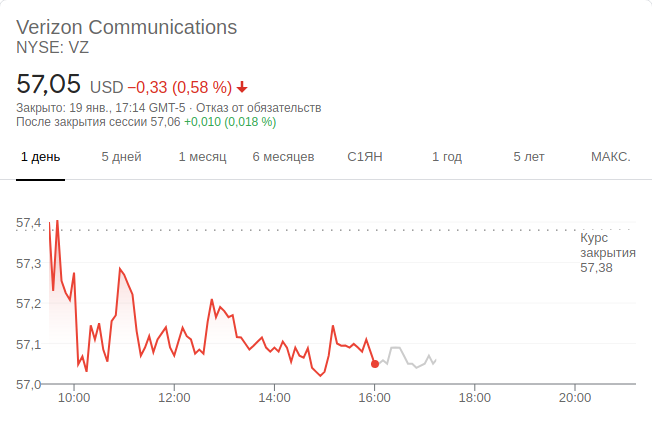 Verizon Communications
NYSE: VZ
57,05 USD −0,33 (0,58 %)
Закрыто: 19 янв., 17:14 GMT-5 · Отказ от обязательств
После закрытия сессии 57,06 +0,010 (0,018 %)
1 день 5 дней 1 месяц 6 месяцев С1ЯН 1 год 5 лет МАКС.
57,4
Курс
закрытия
57,38
57,3
57,2
57,1
57,0
10:00 12:00 14:00 16:00 18:00 20:00